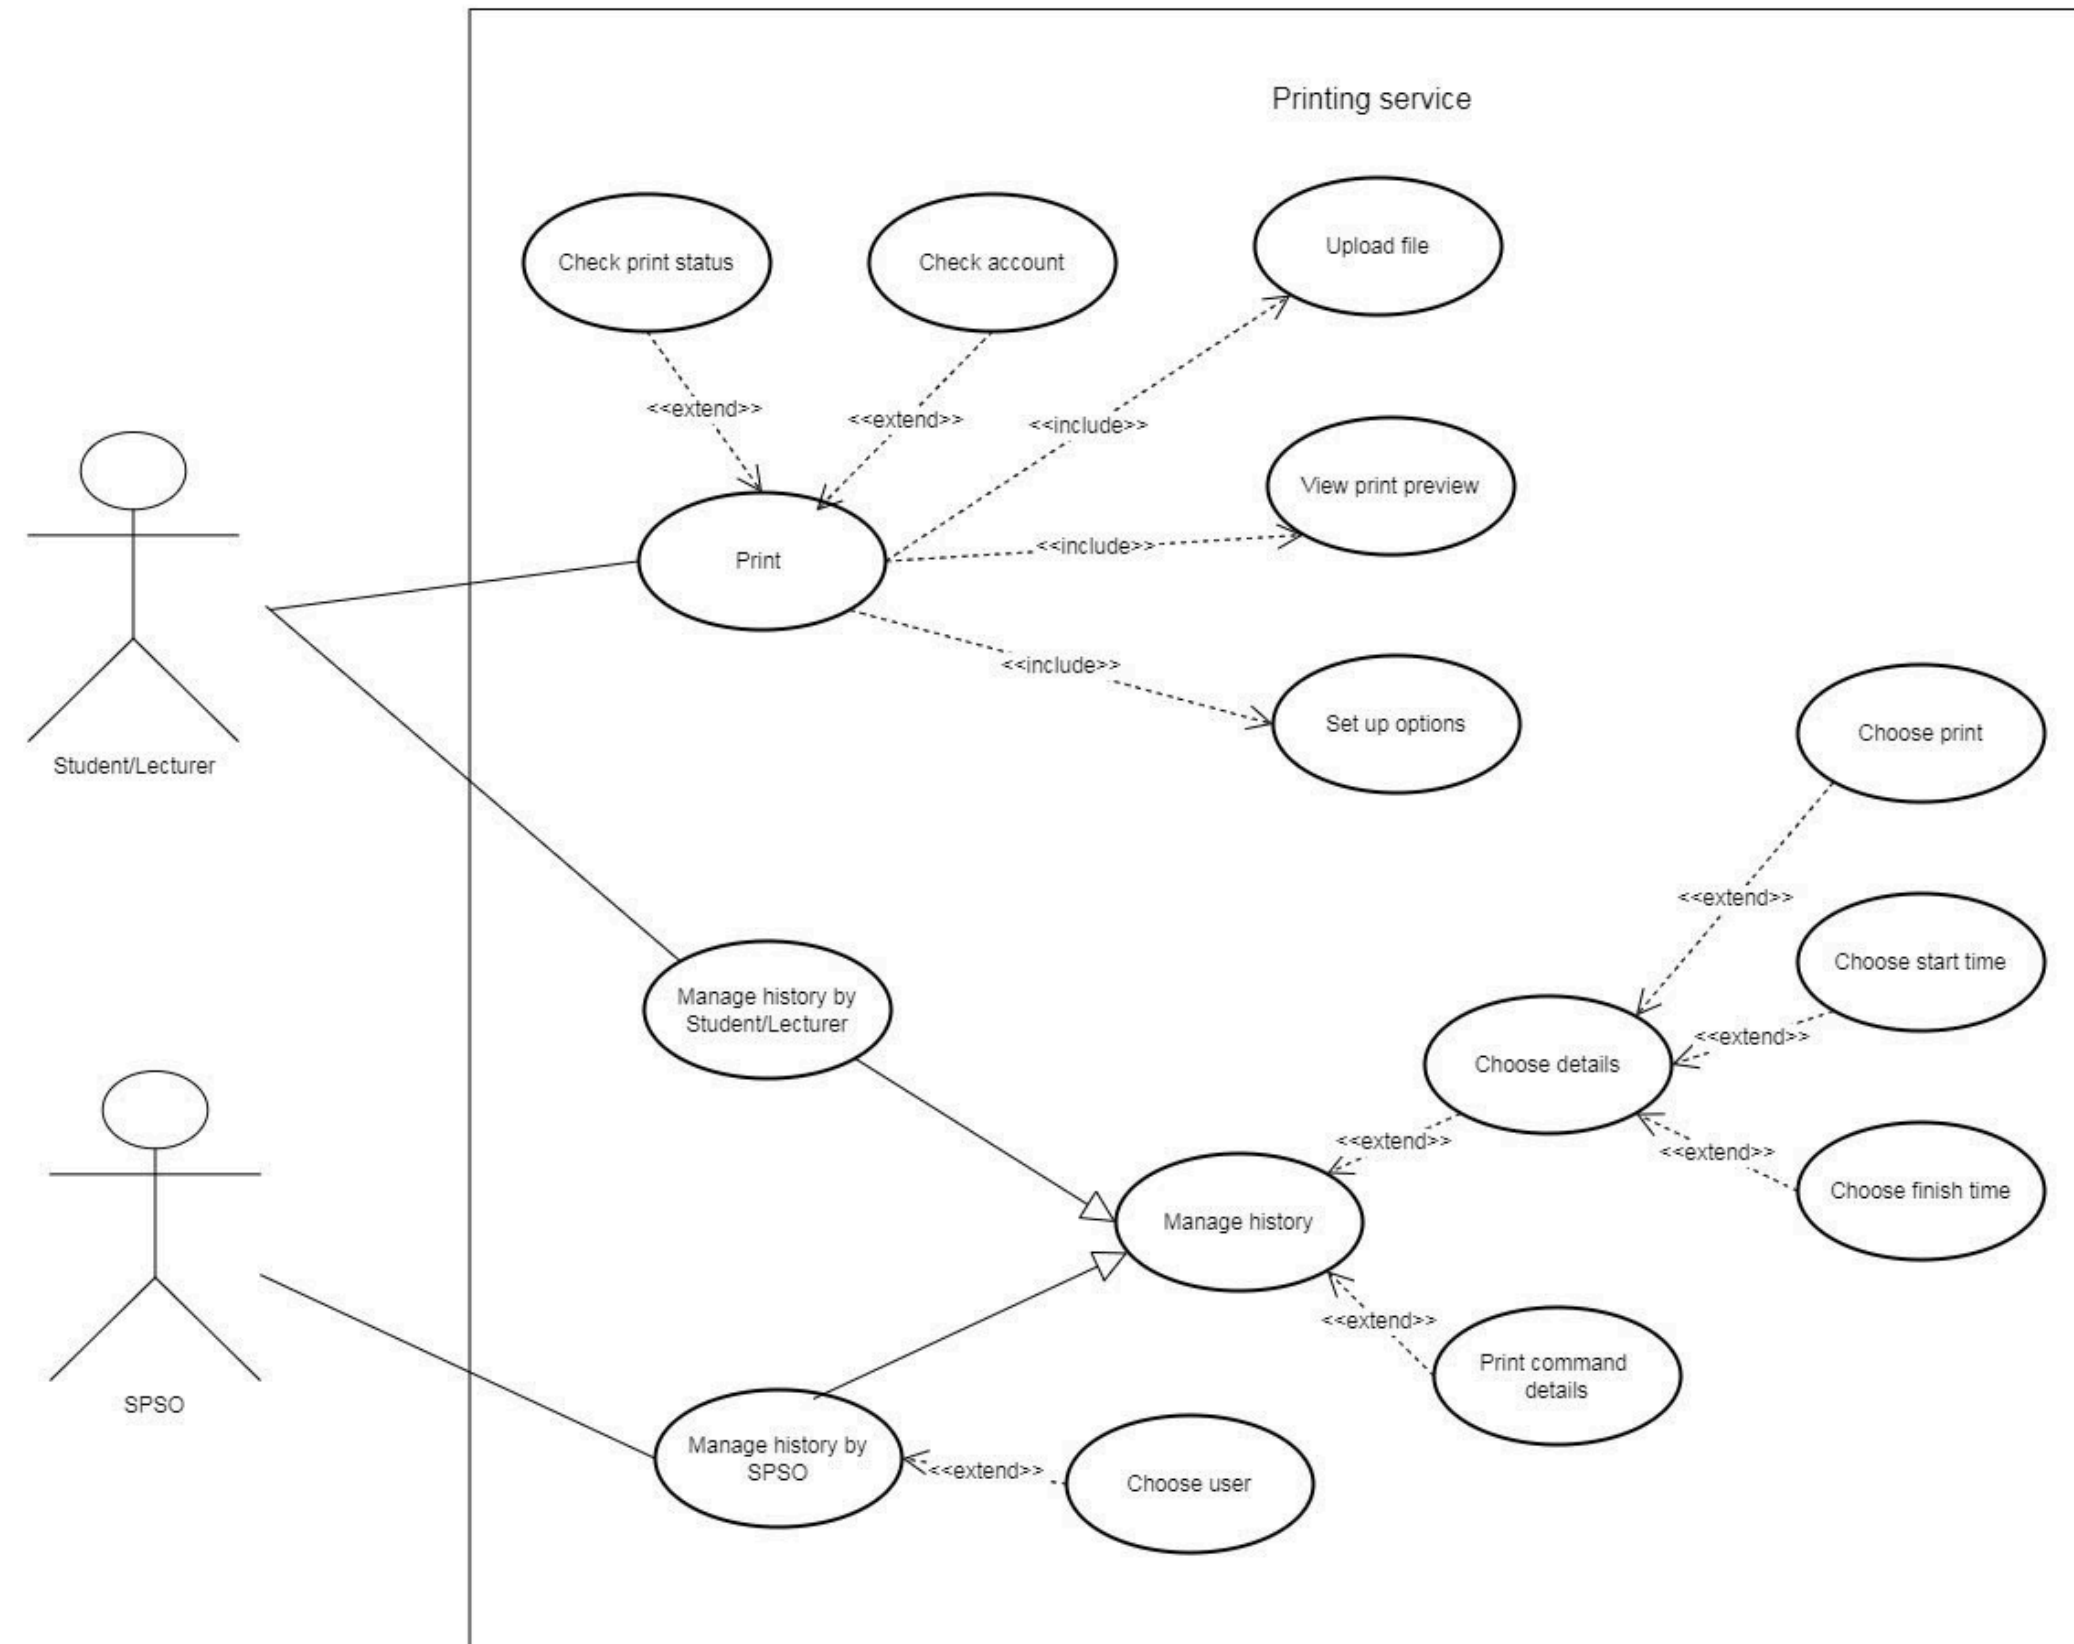 Printing service
Check print status
Check account
Upload file
<<extend>>
<<extend>>
<<include>>
View print preview
<<include>>
Print
<<include>>
Set up options
Choose print
Student/Lecturer
<<extend>>
Choose start time
Manage history by
Student/Lecturer
<<extend>>
Choose details
<<extend>>
<<extend>>
Choose finish time
Manage history
<<extend>>
Print command
details
SPSO
Manage history by
SPSO
<<extend>>
Choose user